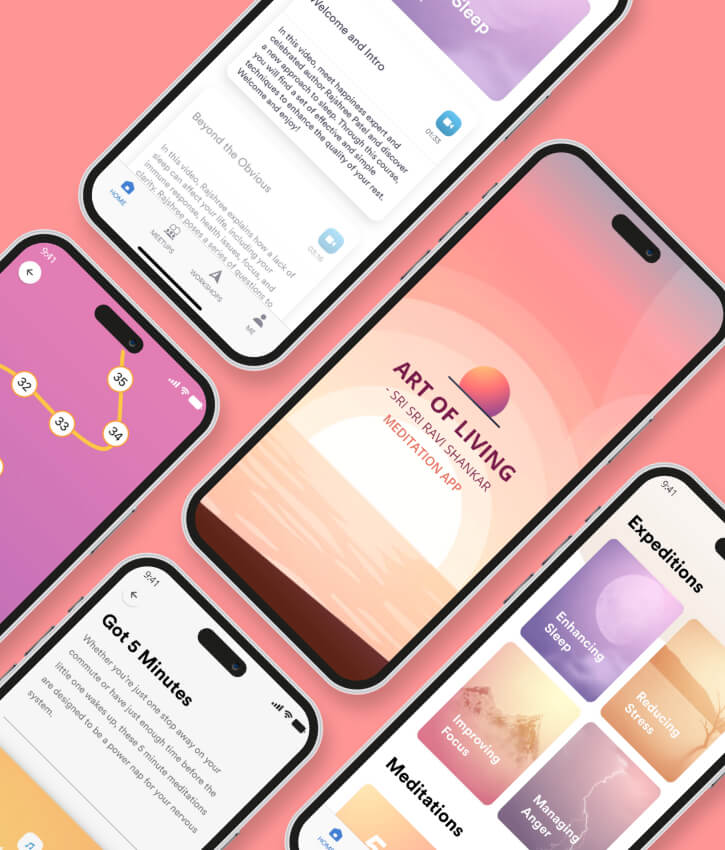 Sleep
Welcome and Intro
In this video, meet happiness expert and
celebrated author Rajshree Patel and discover
a new approach to sleep. Through this course,
you will find a set of effective and simple
techniques to enhance the quality of your rest.
Welcome and enjoy!
01:33
Beyond the Obvious
In this video, Rajshree explains how a lack of
sleep can affect your life, including your
immune response, health issues, focus, and
clarity. Rajshree poses a series of questions to
HOME
MEETUPS
WORKSHOPS
ME
9:41
32
33
34
35
ART OF LIVING
- SRI SRI RAVI SHANKAR
MEDITATION APP
9:41
Got 5 Minutes
Whether you're just one stop away on your
commute or have just enough time before the
little one wakes up, these 5 minute meditations
are designed to be a power nap for your nervous
system.
9:41
Expeditions
Enhancing
Sleep
Reducing
Stress
Improving
Focus
Managing
Anger
Meditations
5
HOME